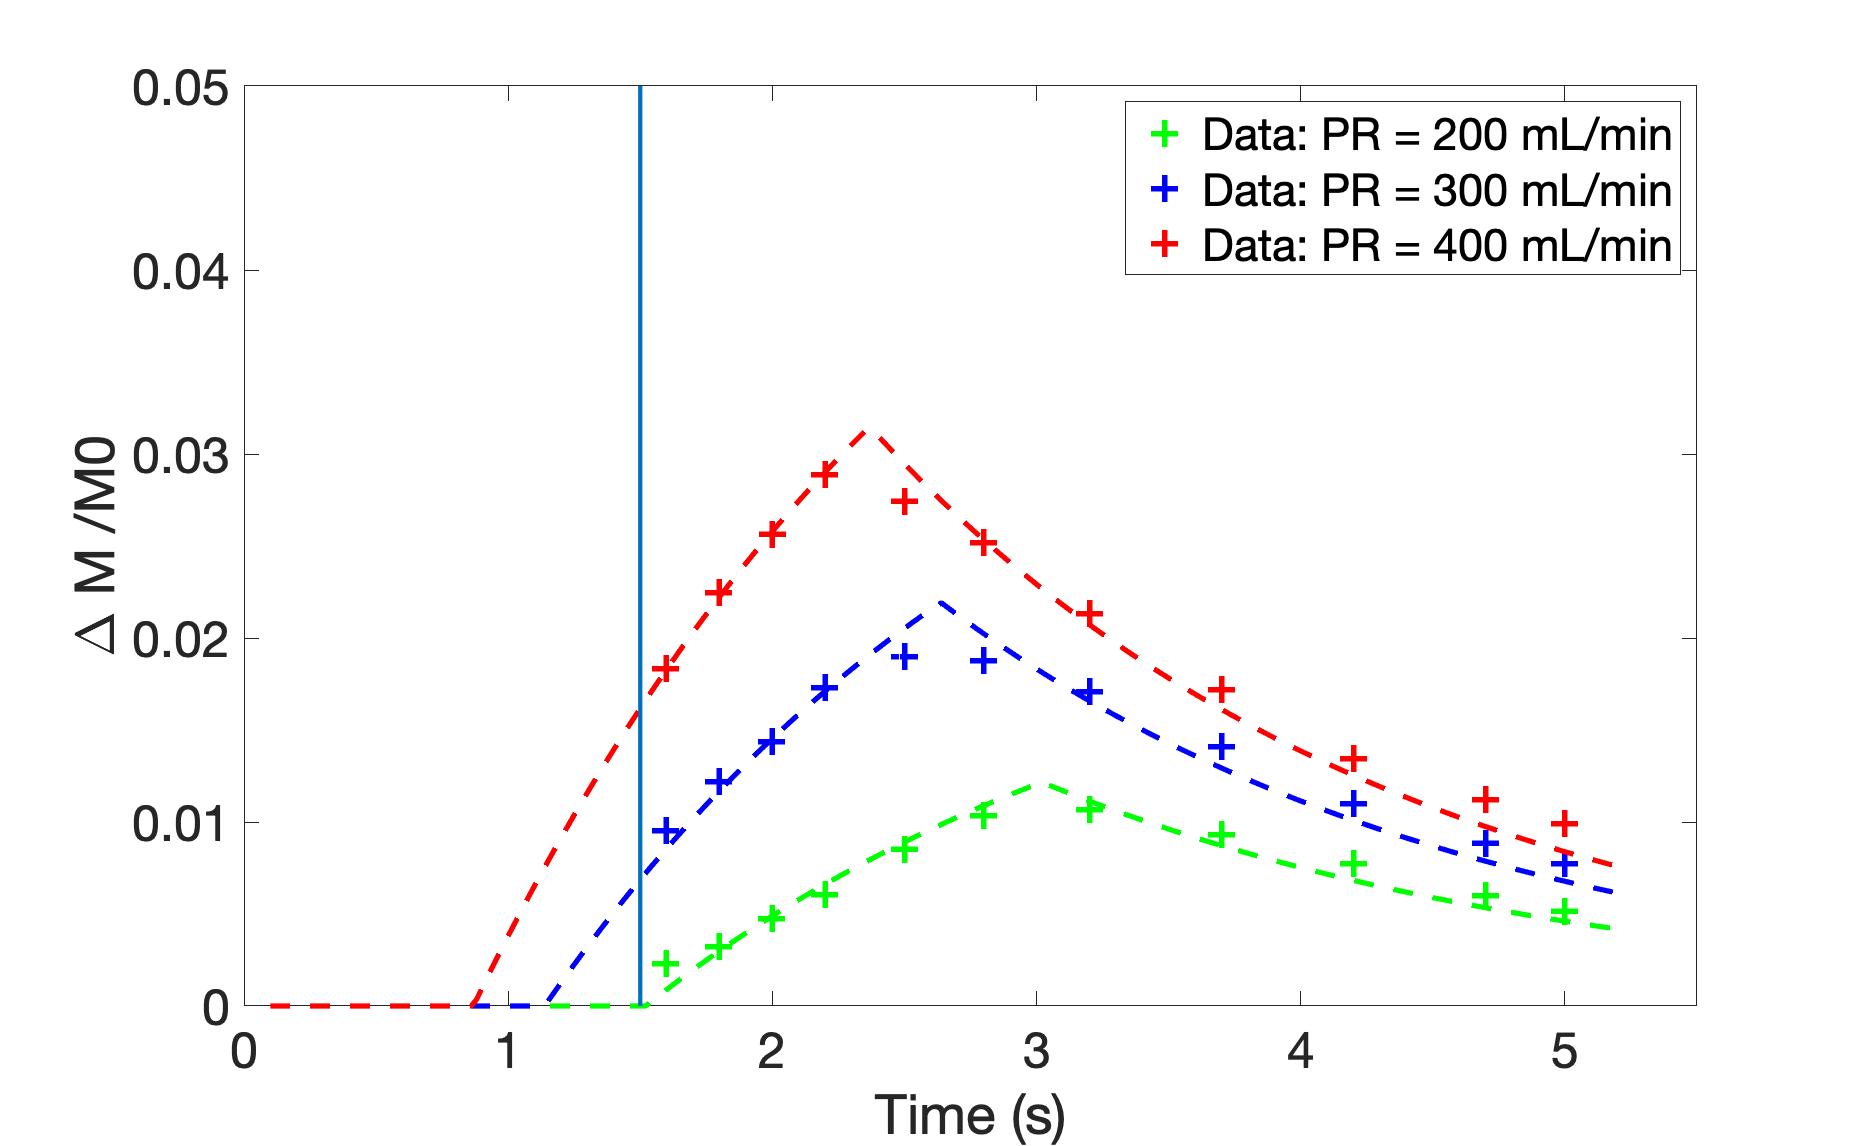 0.05
0.04
0.03
0.02
0.01
0
Δ M /M0
Data: PR = 200 mL/min
Data: PR = 300 mL/min
Data: PR = 400 mL/min
0 1 2 3 4 5
Time (s)